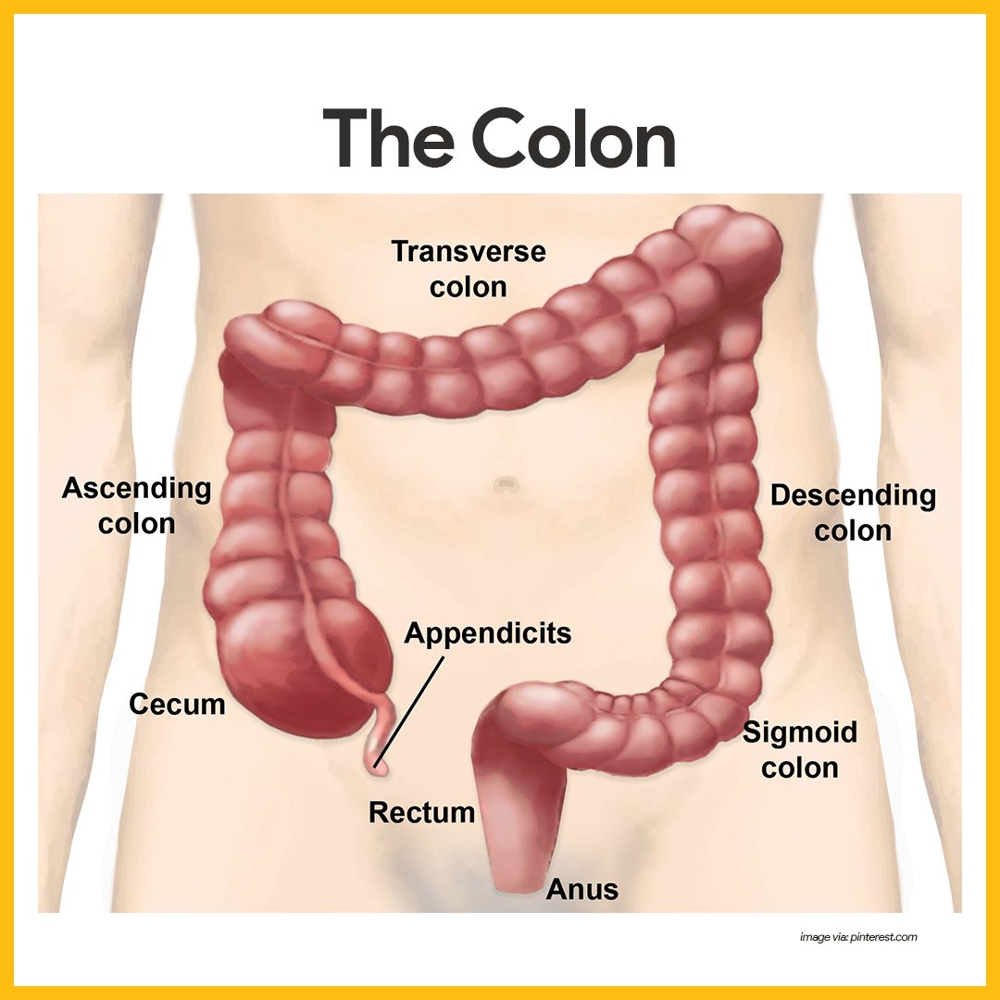 The Colon
Transverse
colon
Ascending
colon
Descending
colon
Appendicits
Cecum
Sigmoid
colon
Rectum
Anus
image via: pinterest.com